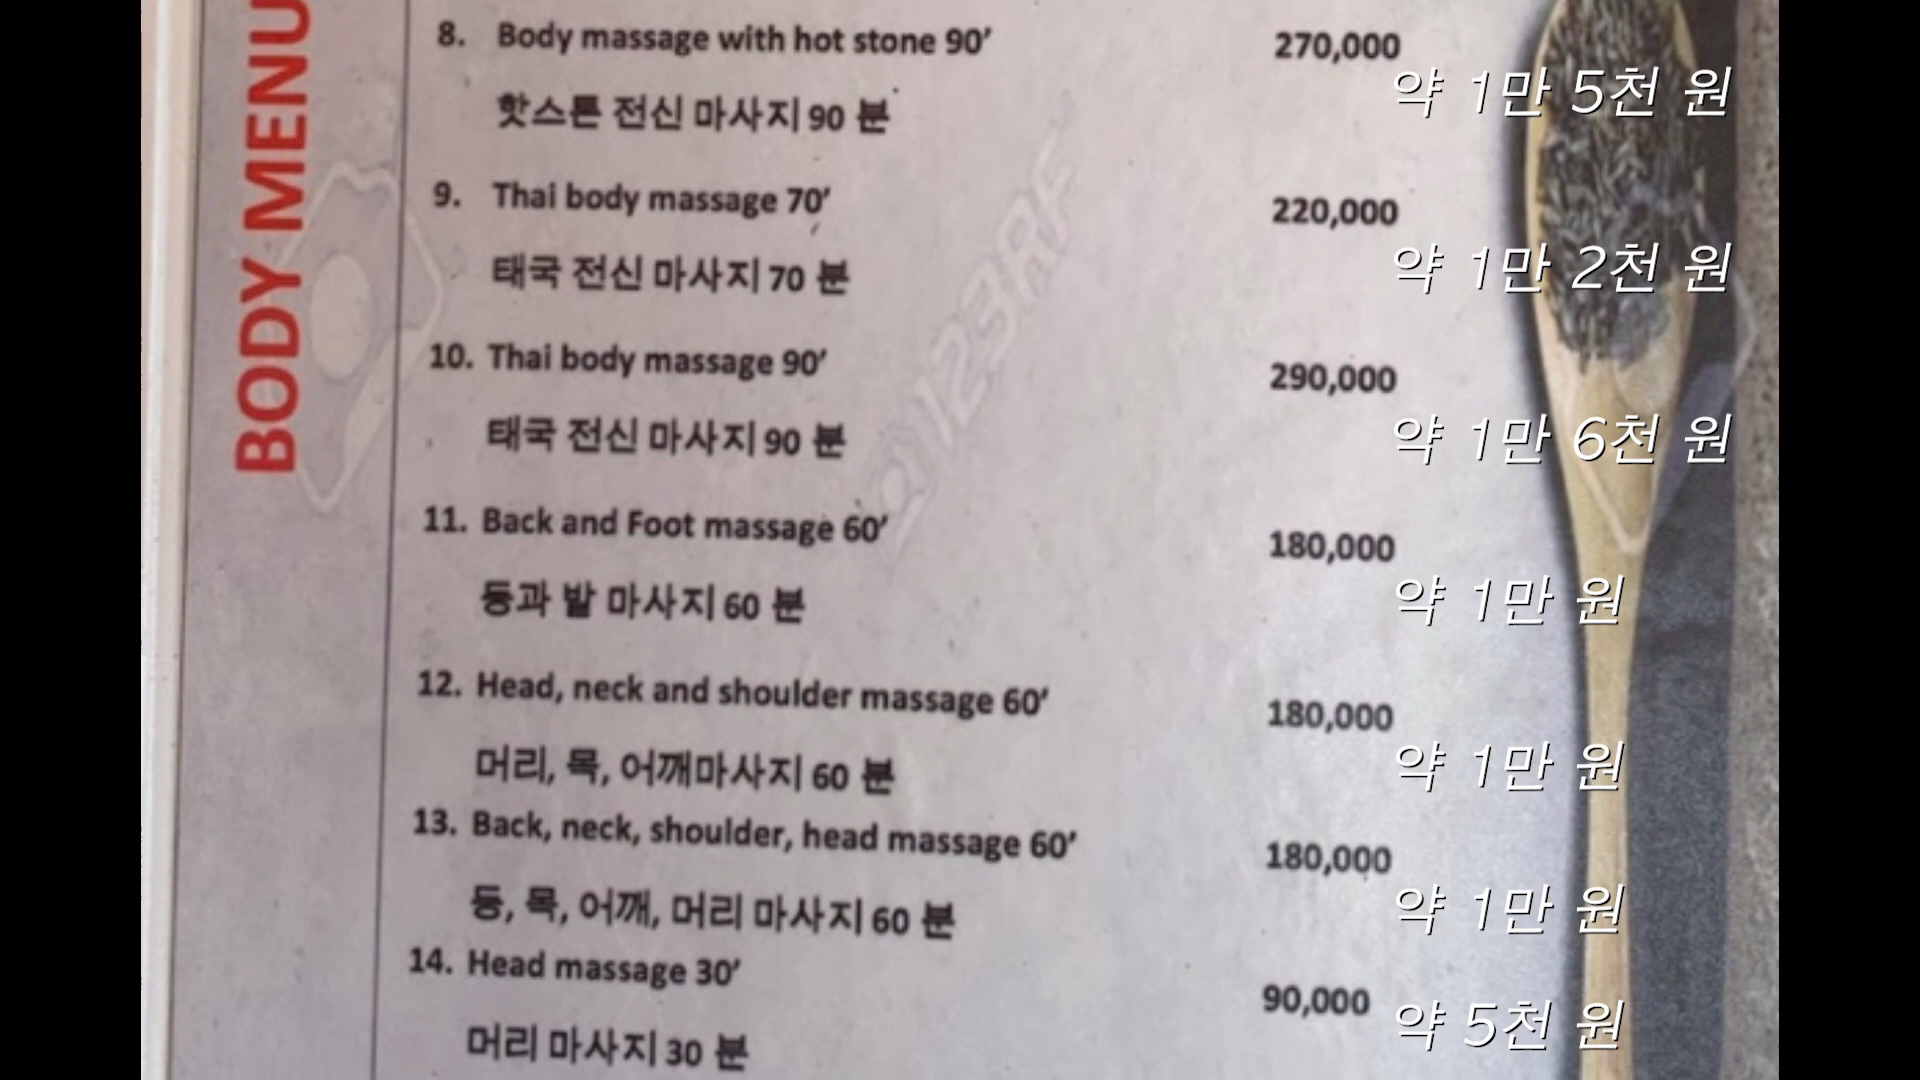 BODY MENU
8. Body massage with hot stone 90’ 270,000
약 1만 5천 원
핫스톤 전신 마사지 90 분
9. Thai body massage 70’ 220,000
약 1만 2천 원
태국 전신 마사지 70 분
10. Thai body massage 90’ 290,000
약 1만 6천 원
태국 전신 마사지 90 분
11. Back and Foot massage 60’ 180,000
약 1만 원
등과 발 마사지 60 분
12. Head, neck and shoulder massage 60’ 180,000
약 1만 원
머리, 목, 어깨마사지 60 분
13. Back, neck, shoulder, head massage 60’ 180,000
약 1만 원
등, 목, 어깨, 머리 마사지 60 분
14. Head massage 30’ 90,000
약 5천 원
머리 마사지 30 분
123RF